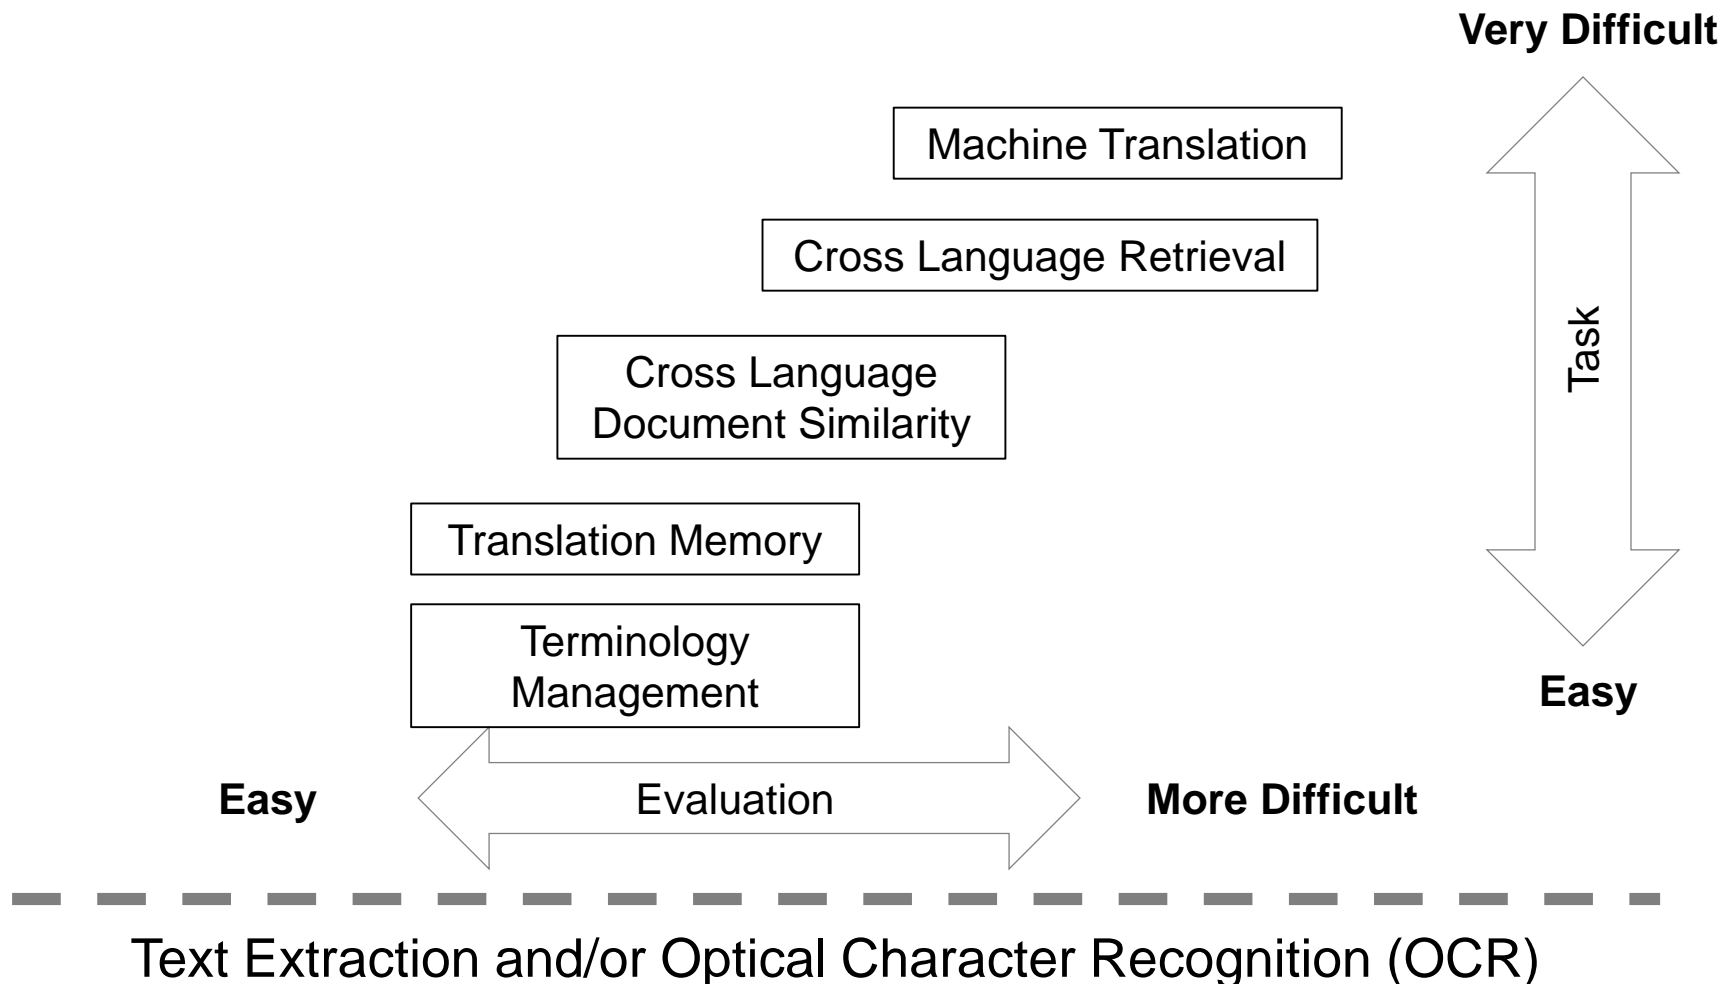 Very Difficult
Machine Translation
Cross Language Retrieval
Task
Cross Language
Document Similarity
Translation Memory
Terminology
Management
Easy
Easy
Evaluation
More Difficult
Text Extraction and/or Optical Character Recognition (OCR)